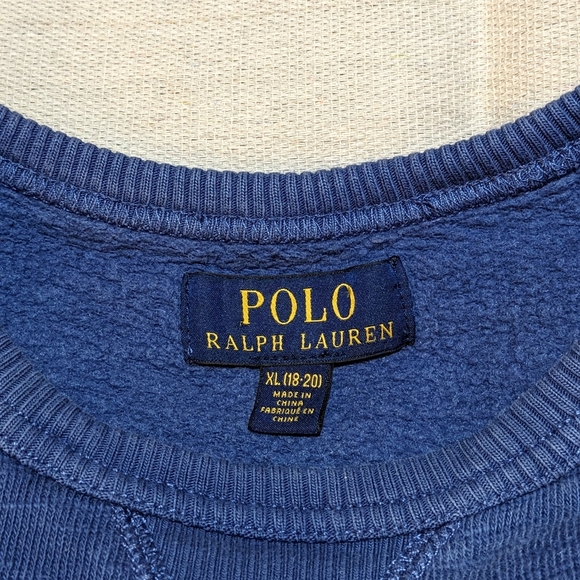 POLO
RALPH LAUREN
XL (18-20)
MADE IN
CHINA
FABRIQUÉ EN
CHINE